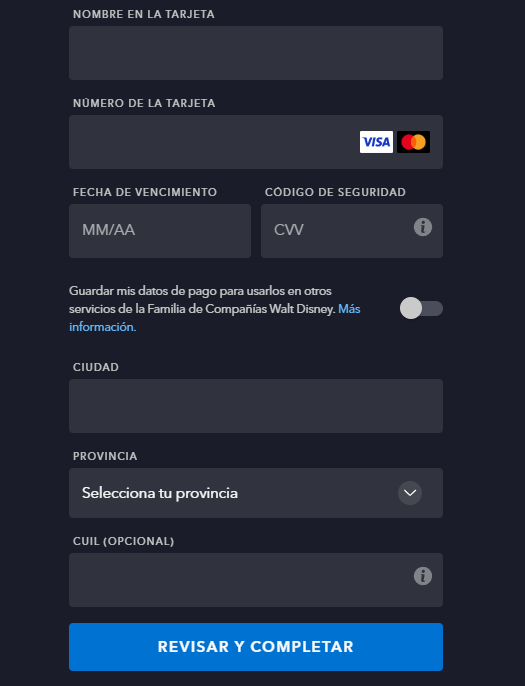 NOMBRE EN LA TARJETA
NÚMERO DE LA TARJETA
VISA
FECHA DE VENCIMIENTO CÓDIGO DE SEGURIDAD
MM/AA CVV
Guardar mis datos de pago para usarlos en otros
servicios de la Familia de Compañías Walt Disney. Más
información.
CIUDAD
PROVINCIA
Selecciona tu provincia
CUIL (OPCIONAL)
REVISAR Y COMPLETAR